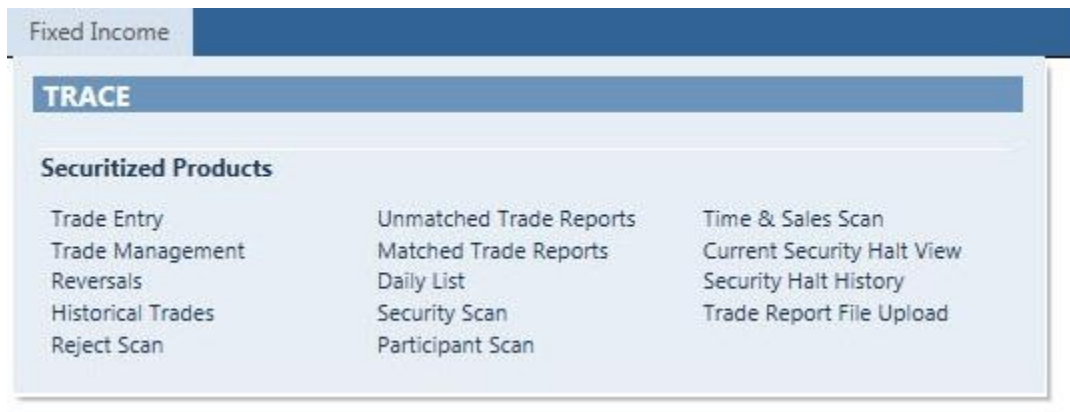 Fixed Income
TRACE
Securitized Products
Trade Entry
Trade Management
Reversals
Historical Trades
Reject Scan
Unmatched Trade Reports
Matched Trade Reports
Daily List
Security Scan
Participant Scan
Time & Sales Scan
Current Security Halt View
Security Halt History
Trade Report File Upload